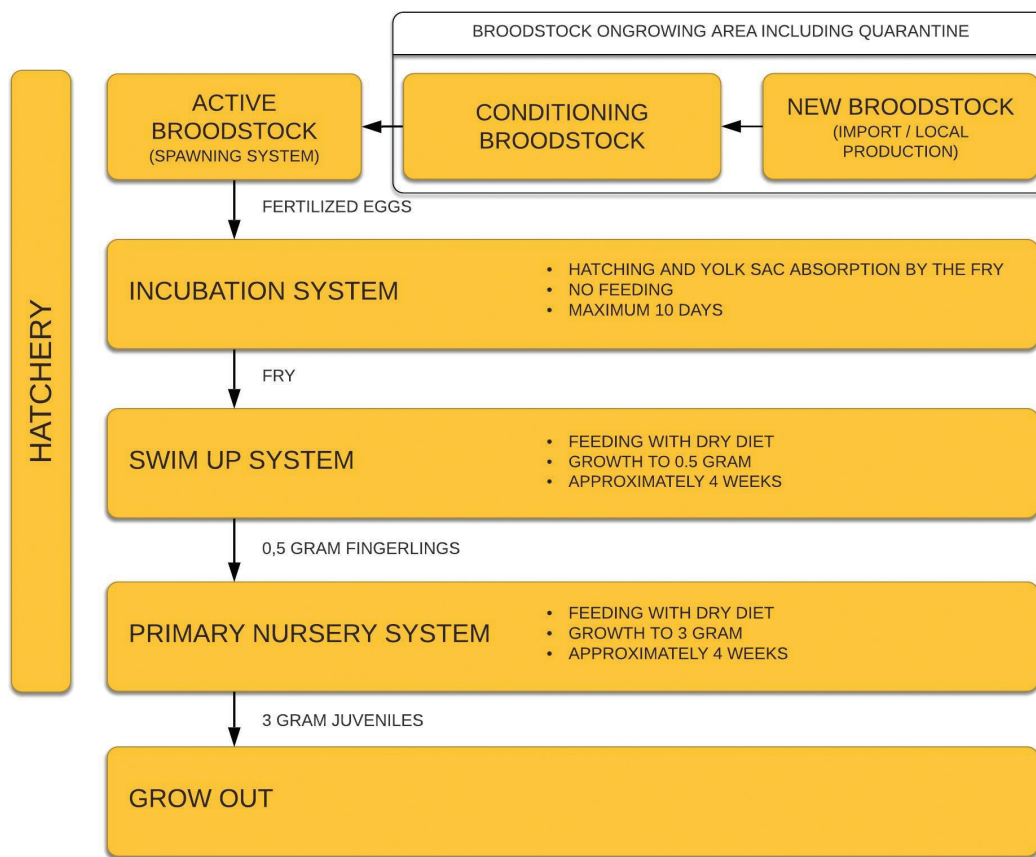 BROODSTOCK ONGROWING AREA INCLUDING QUARANTINE
HATCHERY
ACTIVE
BROODSTOCK
(SPAWNING SYSTEM)
CONDITIONING
BROODSTOCK
NEW BROODSTOCK
(IMPORT / LOCAL
PRODUCTION)
FERTILIZED EGGS
INCUBATION SYSTEM
• HATCHING AND YOLK SAC ABSORPTION BY THE FRY
• NO FEEDING
• MAXIMUM 10 DAYS
FRY
SWIM UP SYSTEM
• FEEDING WITH DRY DIET
• GROWTH TO 0.5 GRAM
• APPROXIMATELY 4 WEEKS
0,5 GRAM FINGERLINGS
PRIMARY NURSERY SYSTEM
• FEEDING WITH DRY DIET
• GROWTH TO 3 GRAM
• APPROXIMATELY 4 WEEKS
3 GRAM JUVENILES
GROW OUT